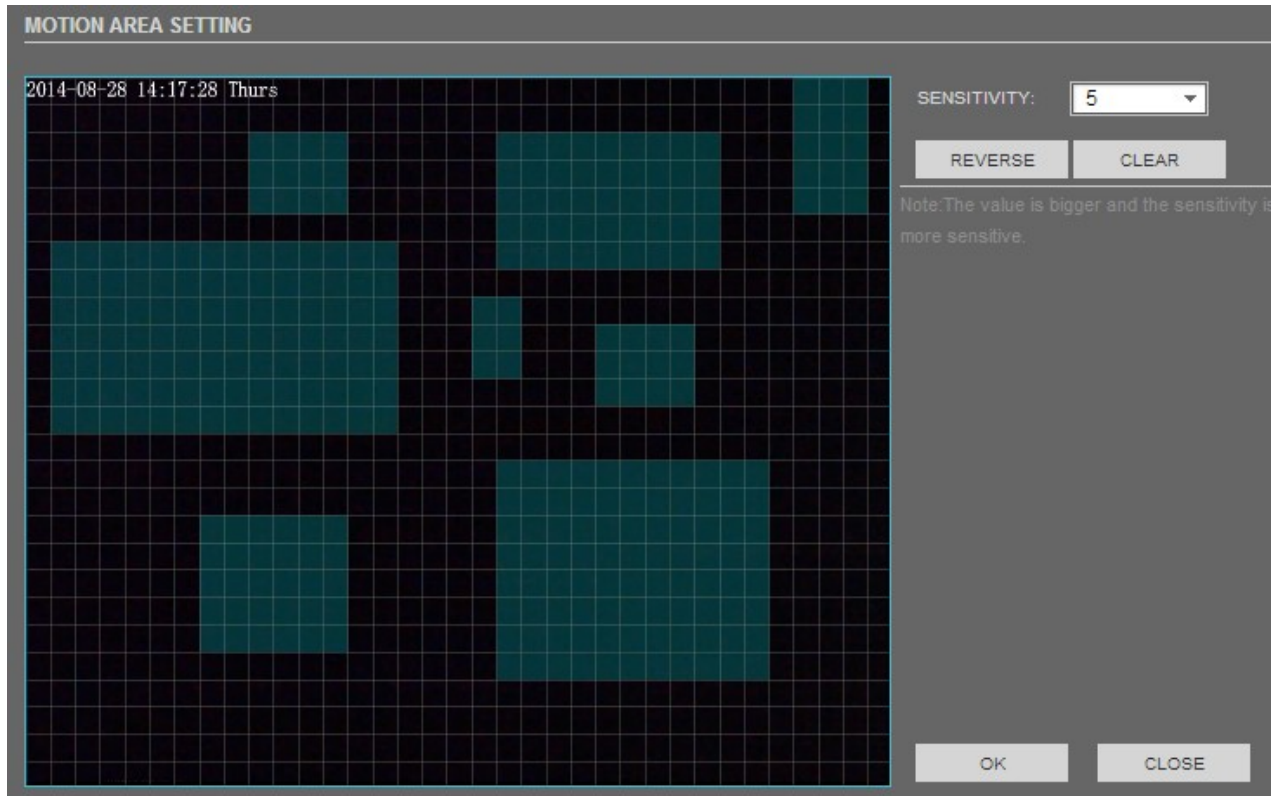 MOTION AREA SETTING
2014-08-28 14:17:28 Thurs
SENSITIVITY: 5
REVERSE CLEAR
Note:The value is bigger and the sensitivity is
more sensitive.
OK CLOSE